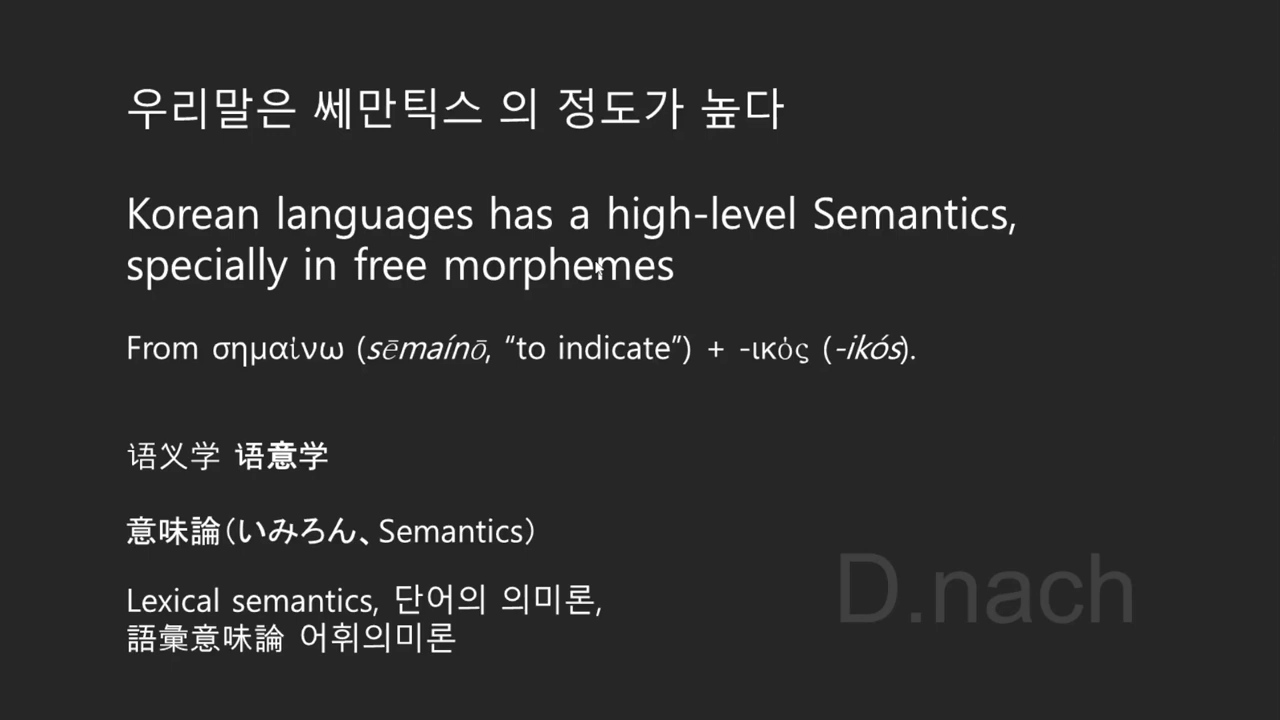 우리말은 쎄만틱스 의 정도가 높다
Korean languages has a high-level Semantics,
specially in free morphemes
From σημαίνω (sēmaínō, “to indicate”) + -ικός (-ikós).
语义学 语意学
意味論（いみろん、Semantics）
Lexical semantics, 단어의 의미론,
語彙意味論 어휘의미론
D.nach